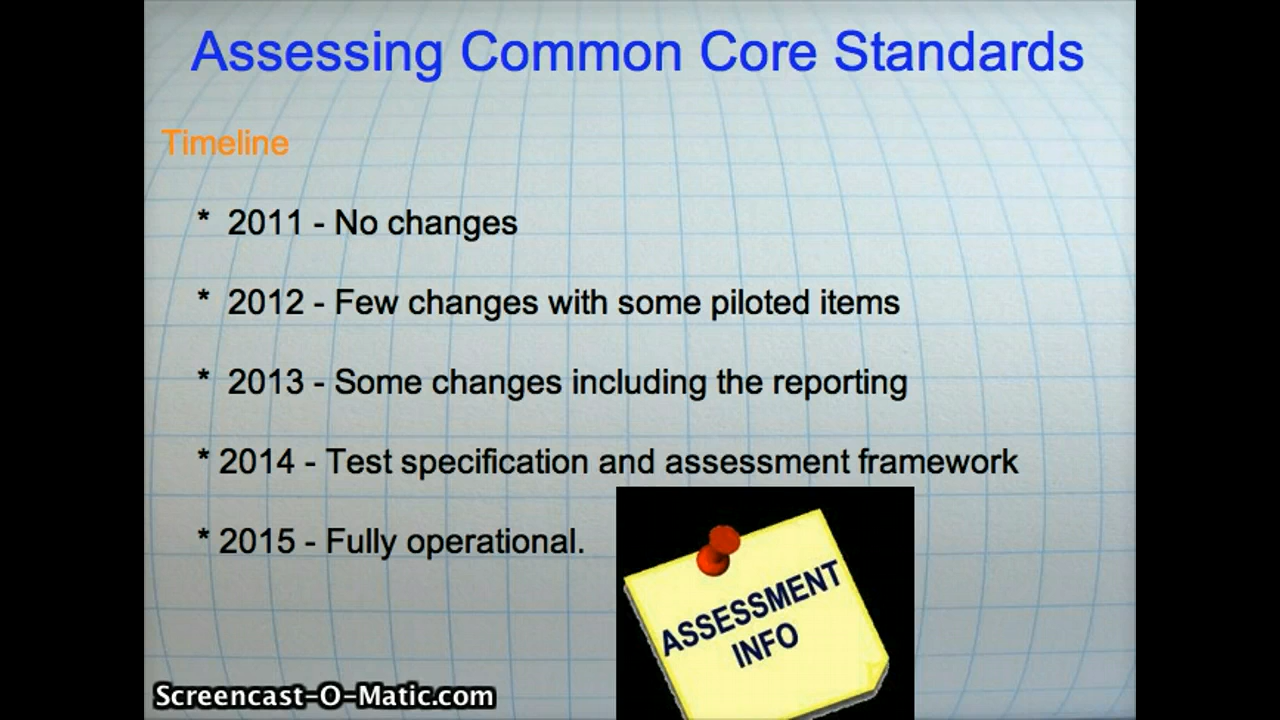 Assessing Common Core Standards
Timeline
* 2011 - No changes
* 2012 - Few changes with some piloted items
* 2013 - Some changes including the reporting
* 2014 - Test specification and assessment framework
* 2015 - Fully operational.
ASSESSMENT
INFO
Screencast-O-Matic.com